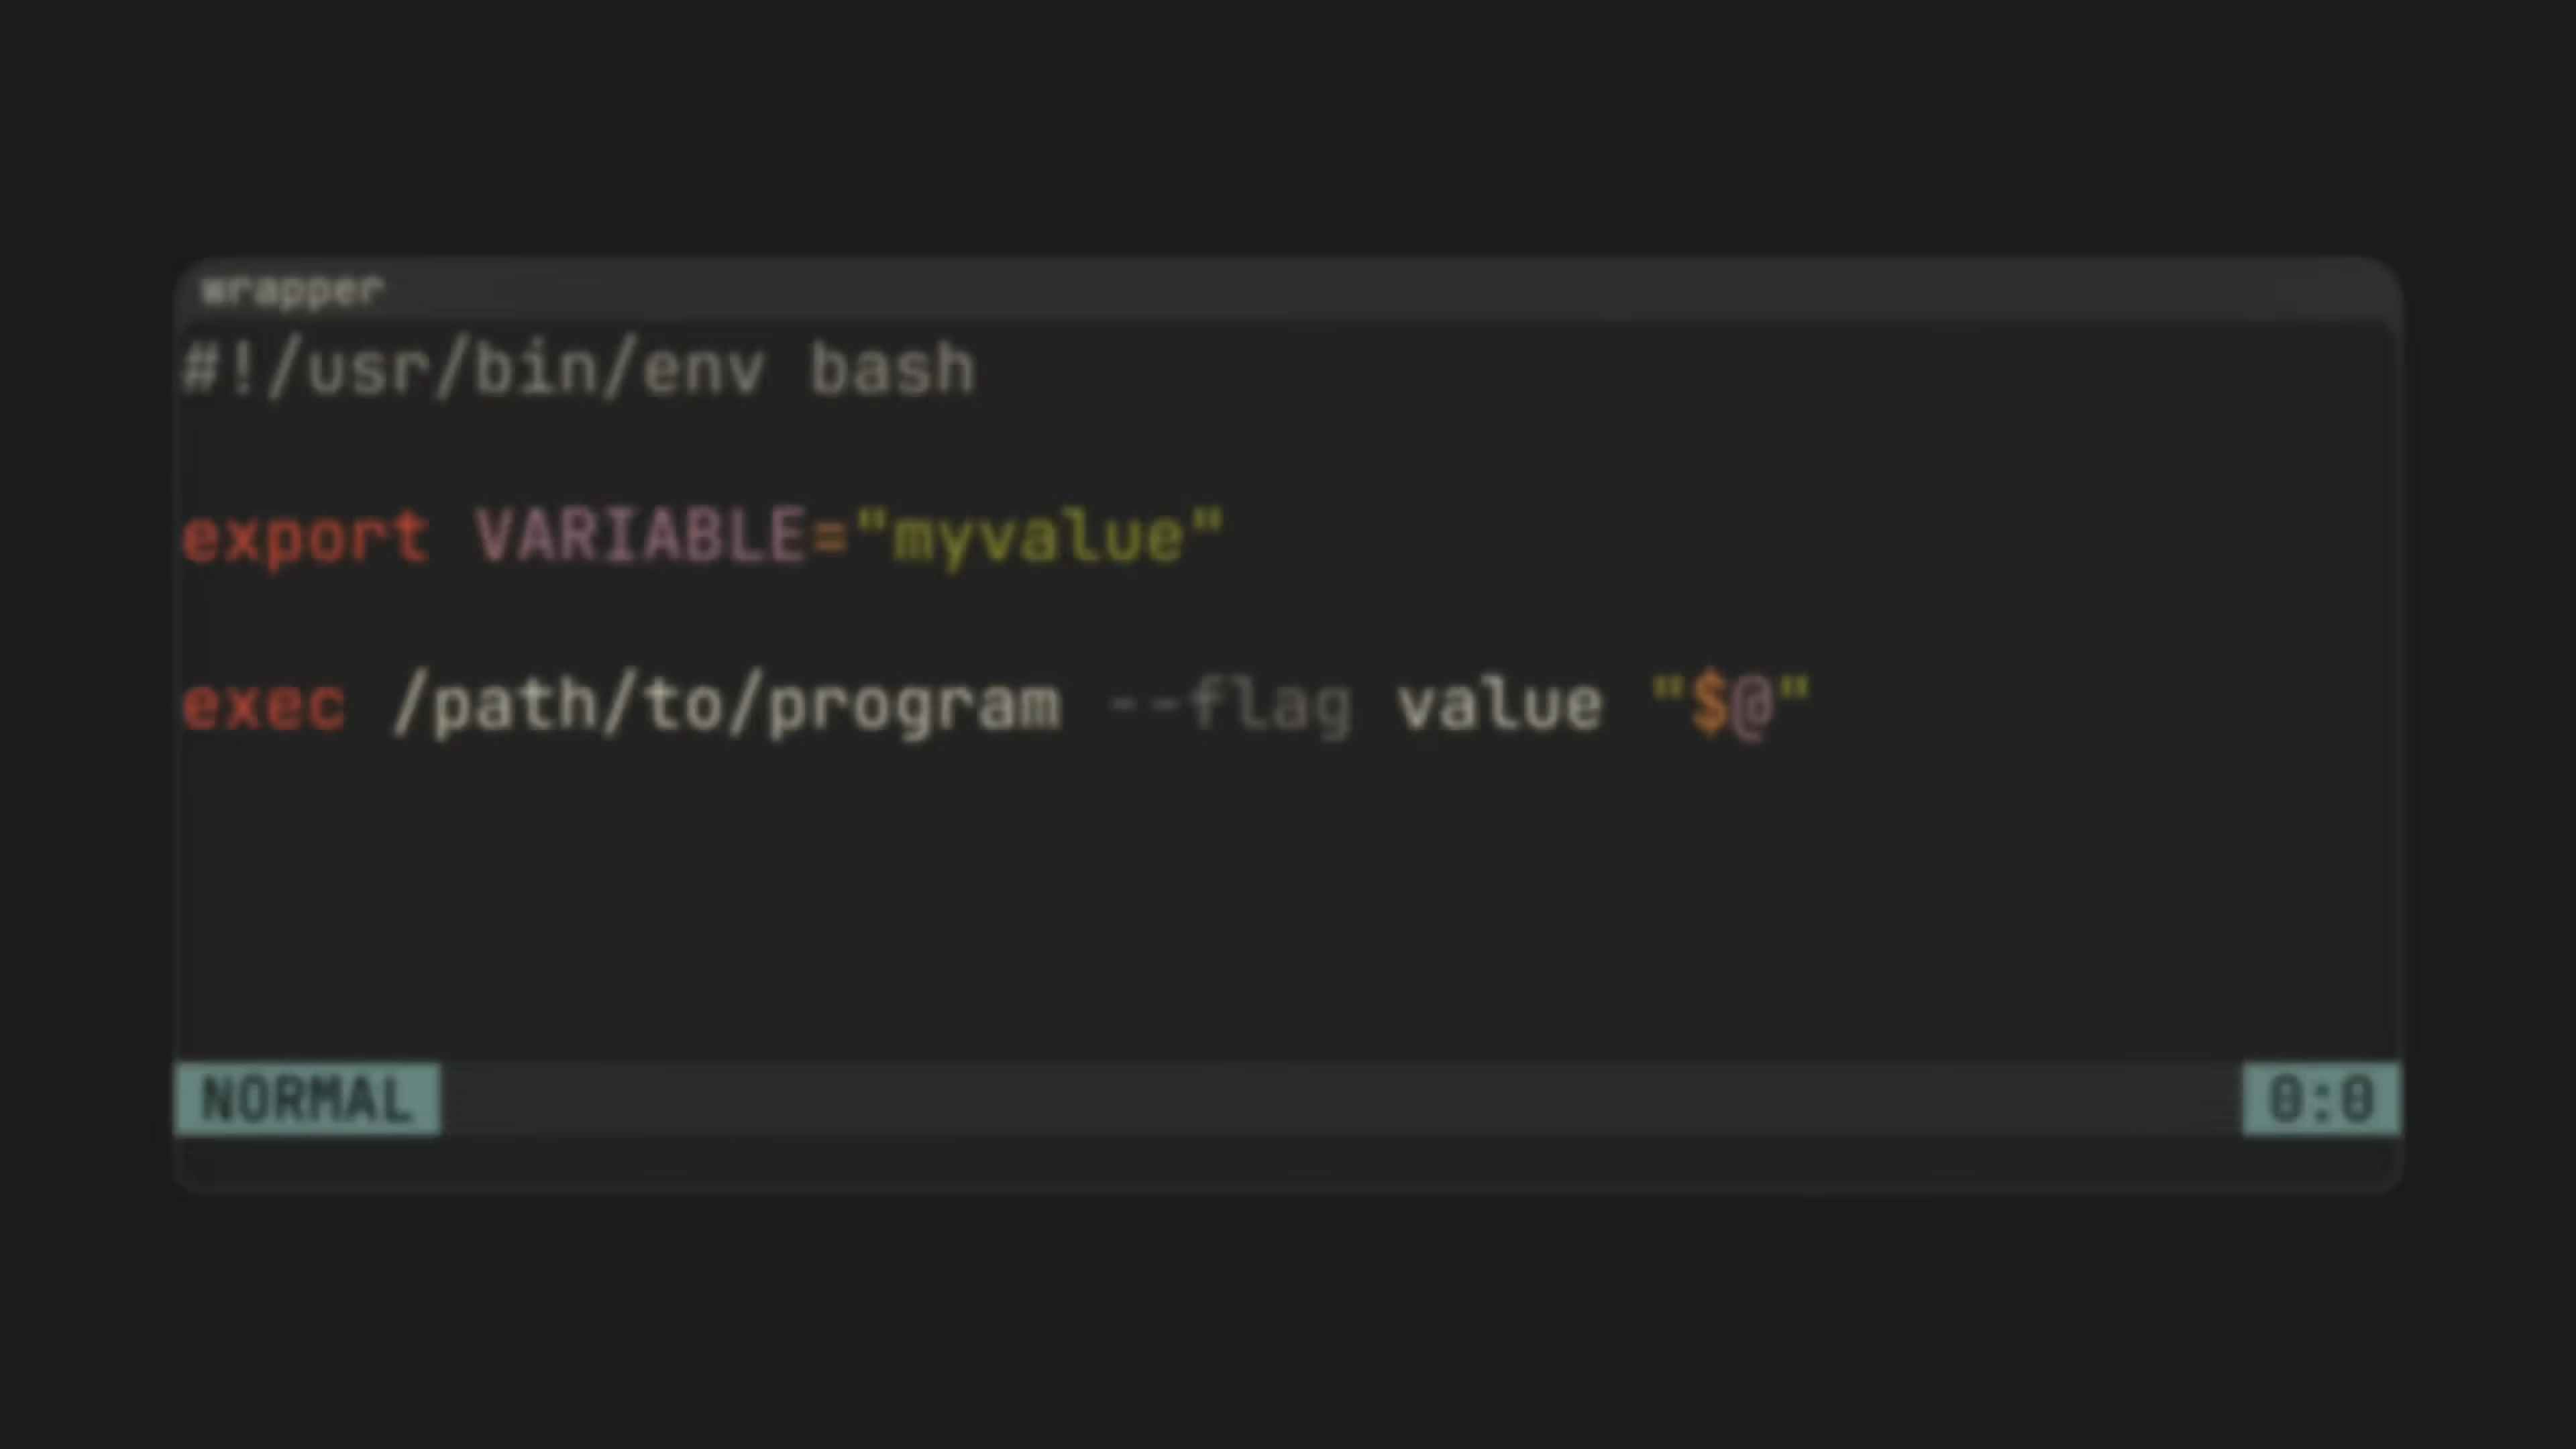 wrapper
#!/usr/bin/env bash
export VARIABLE="myvalue"
exec /path/to/program --flag value "$@"
NORMAL
0:0